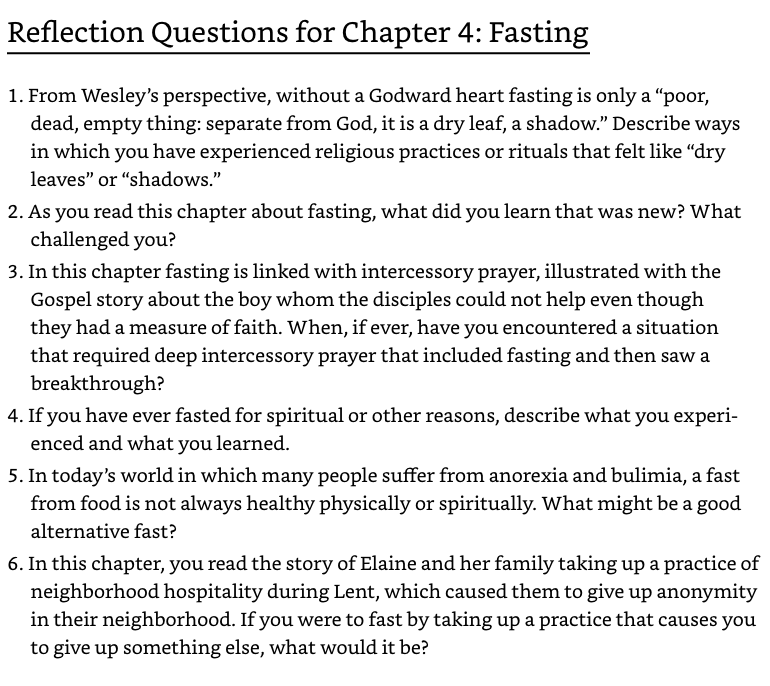 Reflection Questions for Chapter 4: Fasting
1. From Wesley’s perspective, without a Godward heart fasting is only a “poor,
dead, empty thing: separate from God, it is a dry leaf, a shadow.” Describe ways
in which you have experienced religious practices or rituals that felt like “dry
leaves” or “shadows.”
2. As you read this chapter about fasting, what did you learn that was new? What
challenged you?
3. In this chapter fasting is linked with intercessory prayer, illustrated with the
Gospel story about the boy whom the disciples could not help even though
they had a measure of faith. When, if ever, have you encountered a situation
that required deep intercessory prayer that included fasting and then saw a
breakthrough?
4. If you have ever fasted for spiritual or other reasons, describe what you experi-
enced and what you learned.
5. In today’s world in which many people suffer from anorexia and bulimia, a fast
from food is not always healthy physically or spiritually. What might be a good
alternative fast?
6. In this chapter, you read the story of Elaine and her family taking up a practice of
neighborhood hospitality during Lent, which caused them to give up anonymity
in their neighborhood. If you were to fast by taking up a practice that causes you
to give up something else, what would it be?